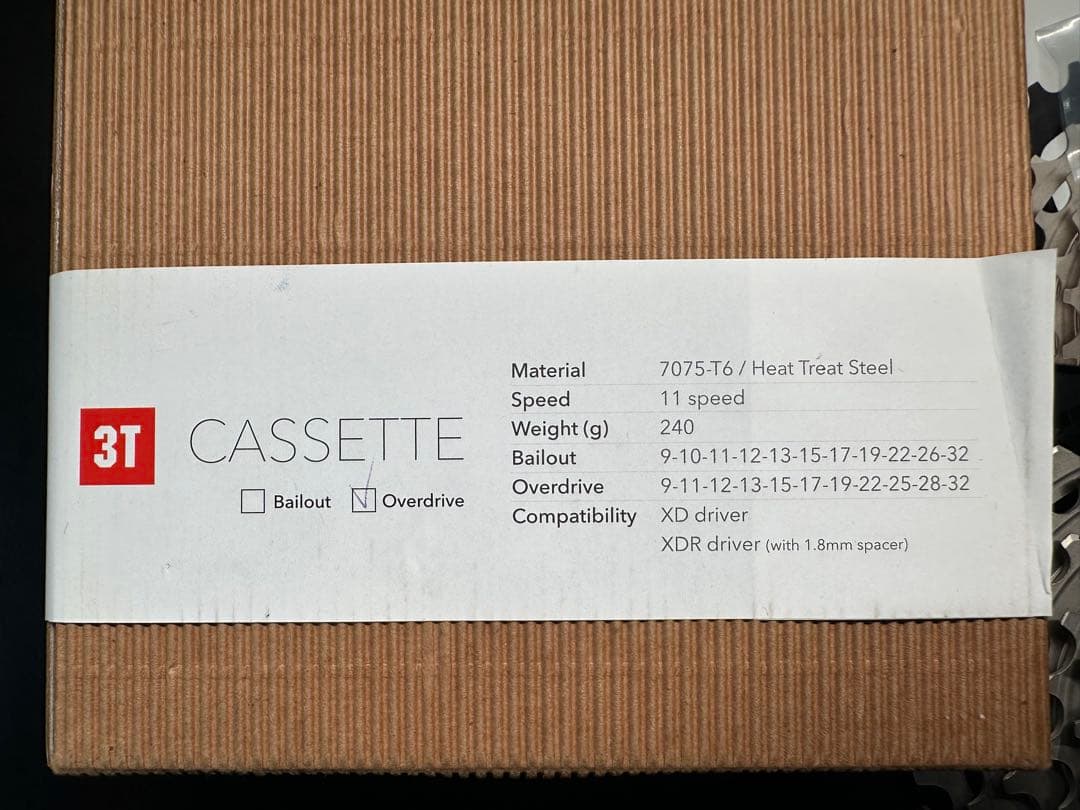 3T
CASSETTE
Bailout Overdrive
Material 7075-T6 / Heat Treat Steel
Speed 11 speed
Weight (g) 240
Bailout 9-10-11-12-13-15-17-19-22-26-32
Overdrive 9-11-12-13-15-17-19-22-25-28-32
Compatibility XD driver
XDR driver (with 1.8mm spacer)